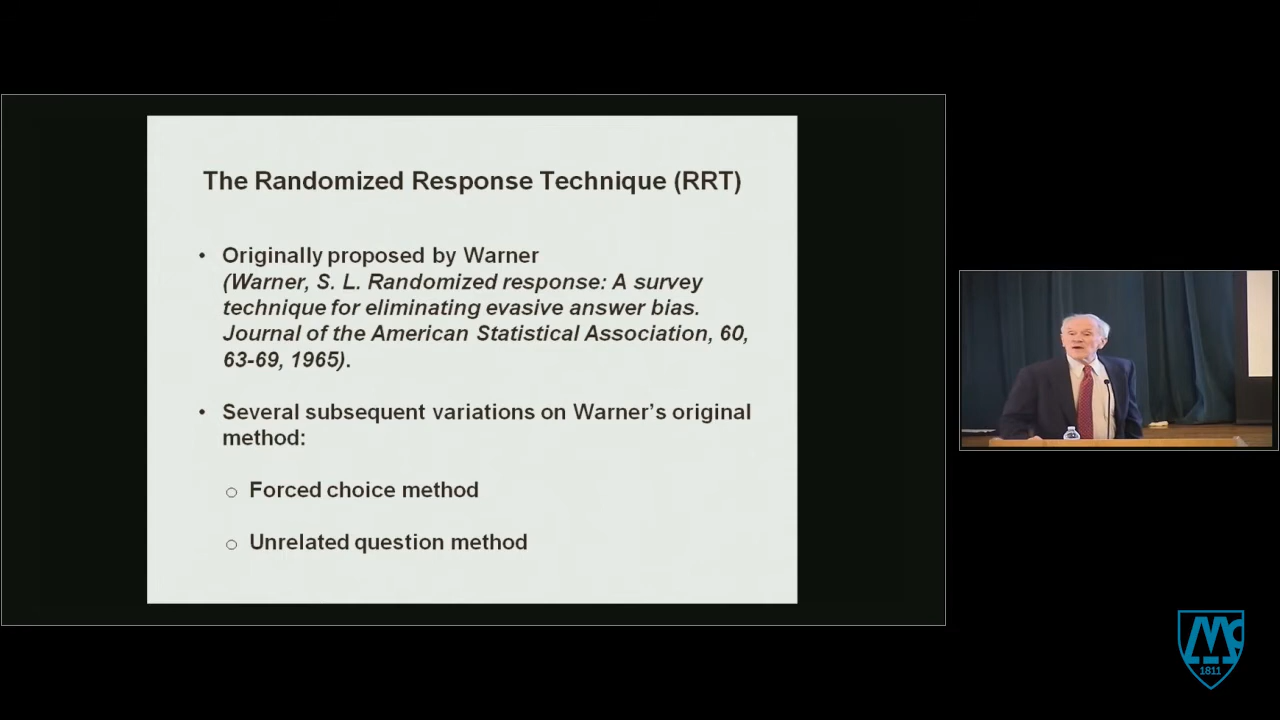 The Randomized Response Technique (RRT)
• Originally proposed by Warner
(Warner, S. L. Randomized response: A survey
technique for eliminating evasive answer bias.
Journal of the American Statistical Association, 60,
63-69, 1965).
• Several subsequent variations on Warner's original
method:
o Forced choice method
o Unrelated question method
Mc
1811